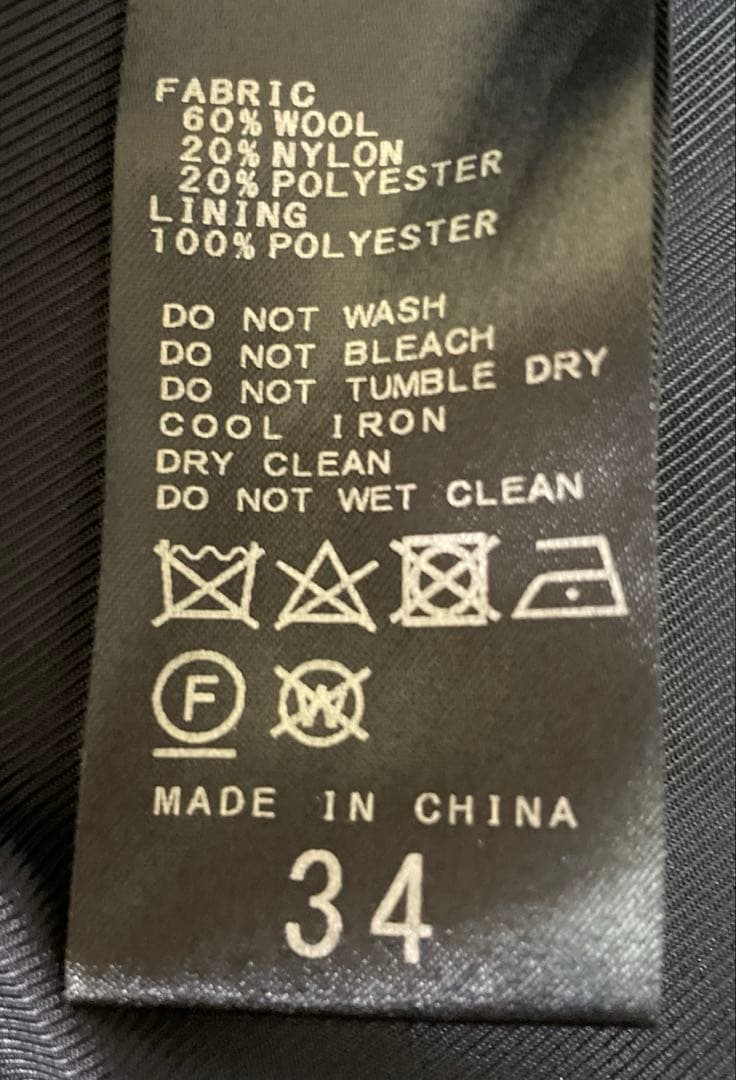 FABRIC
60% WOOL
20% NYLON
20% POLYESTER
LINING
100% POLYESTER
DO NOT WASH
DO NOT BLEACH
DO NOT TUMBLE DRY
COOL IRON
DRY CLEAN
DO NOT WET CLEAN
F W
MADE IN CHINA
34